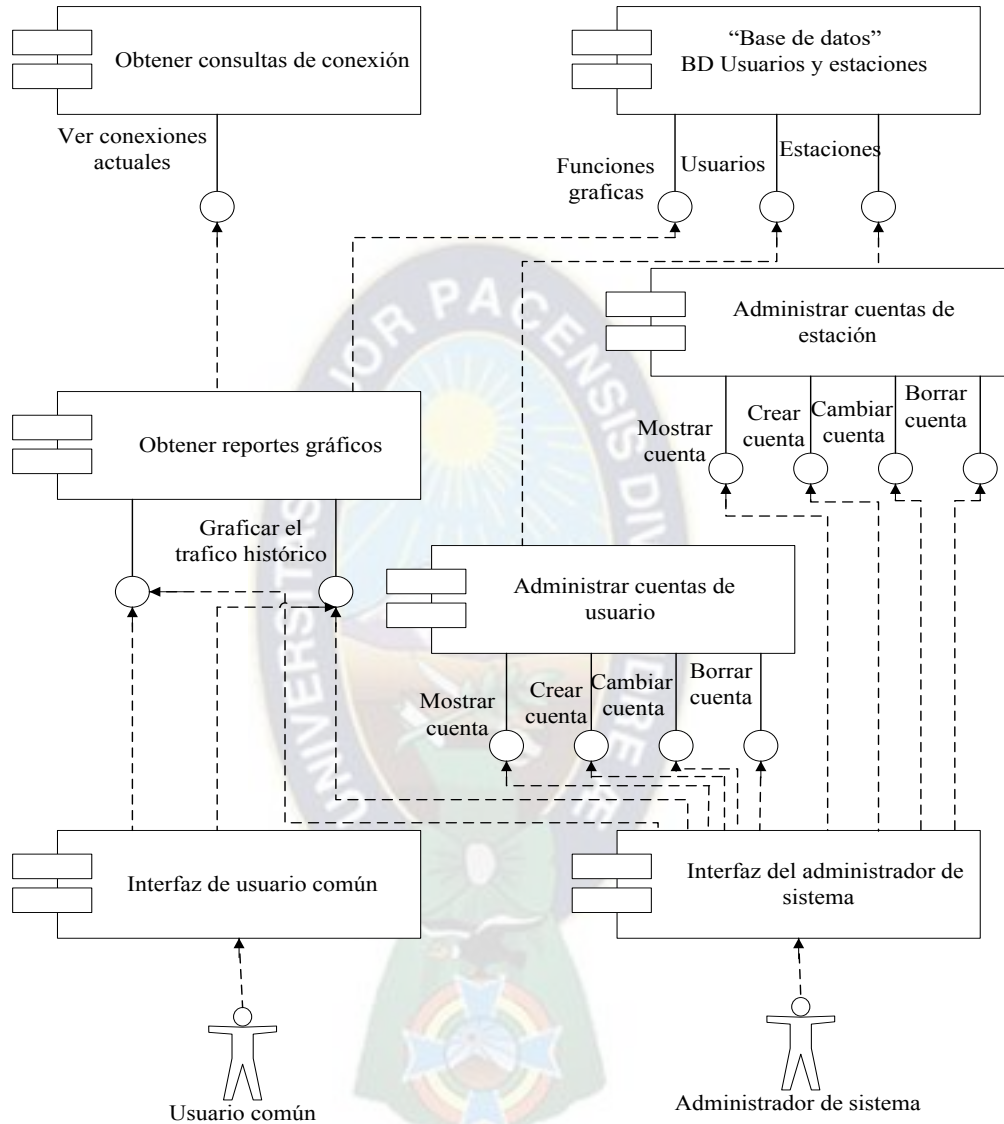 Obtener consultas de conexión
“Base de datos”
BD Usuarios y estaciones
Ver conexiones
actuales
Funciones
graficas
Usuarios
Estaciones
Administrar cuentas de
estación
Mostrar
cuenta
Crear
cuenta
Cambiar
cuenta
Borrar
cuenta
Obtener reportes gráficos
Graficar el
trafico histórico
Administrar cuentas de
usuario
Mostrar
cuenta
Crear
cuenta
Cambiar
cuenta
Borrar
cuenta
Interfaz de usuario común
Interfaz del administrador de
sistema
Usuario común
Administrador de sistema
UNIVERSITAS
PACENSIS